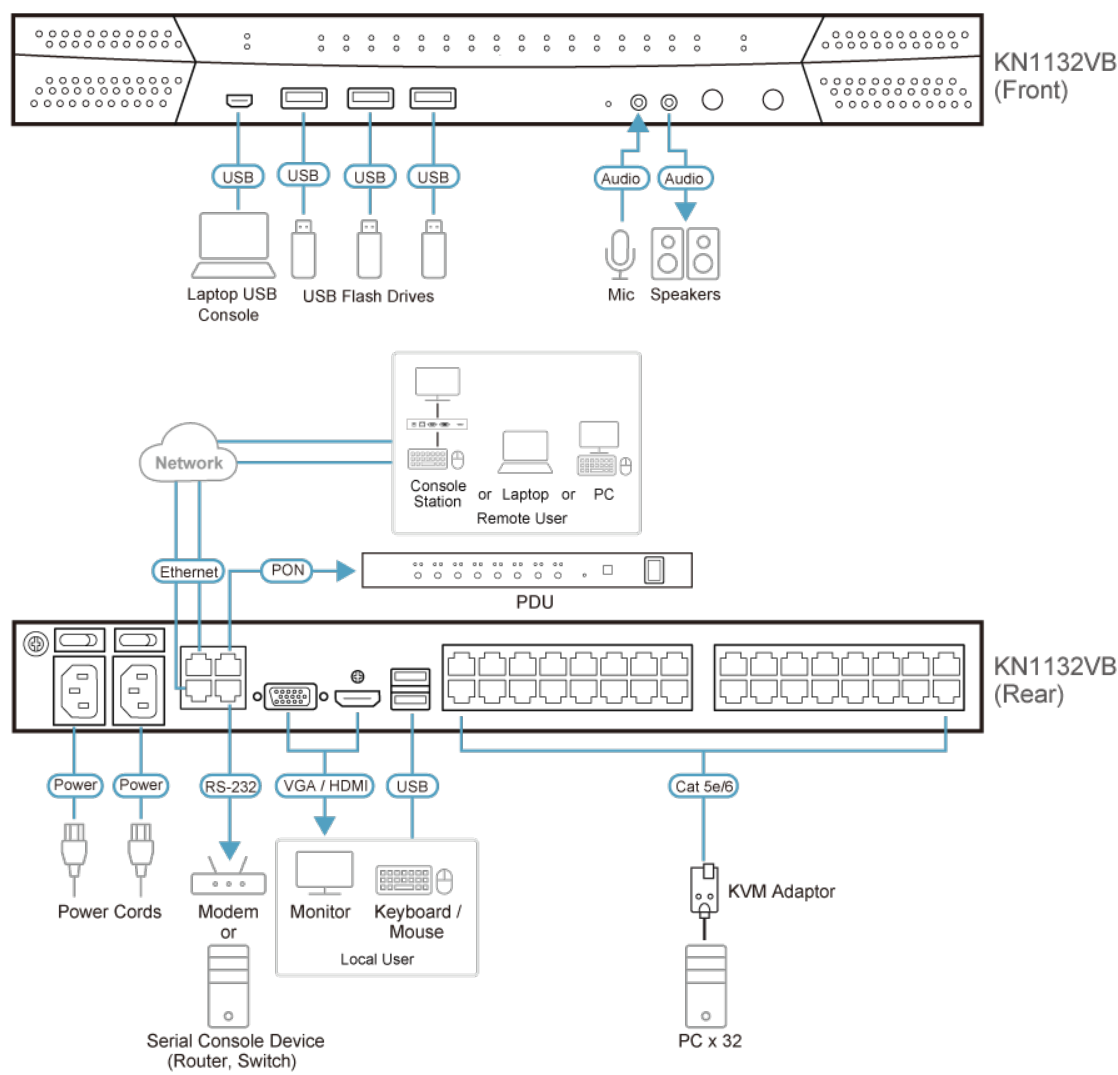 KN1132VB
(Front)
USB
USB
USB
USB
Audio
Audio
Laptop USB
Console
USB Flash Drives
Mic
Speakers
Network
Console
Station
or
Laptop
or
PC
Remote User
Ethernet
PON
PDU
KN1132VB
(Rear)
Power
Power
RS-232
VGA / HDMI
USB
Cat 5e/6
Power Cords
Modem
or
Monitor
Keyboard /
Mouse
Local User
KVM Adaptor
Serial Console Device
(Router, Switch)
PC x 32